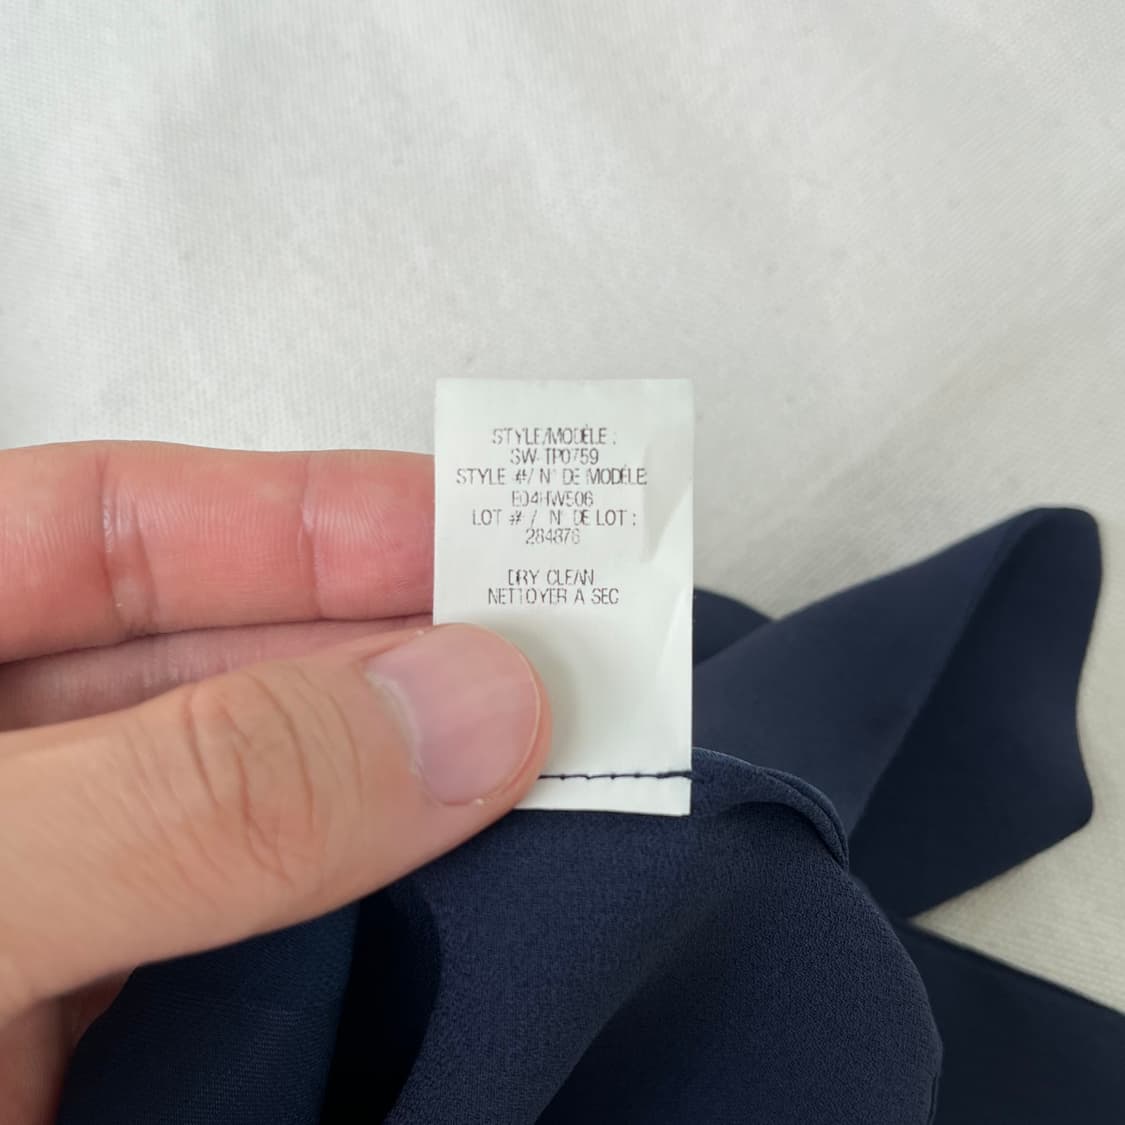 STYLE/MODÈLE :
SW-TP0759
STYLE #/ N° DE MODÈLE
E04HW506
LOT # / N° DE LOT :
284876
DRY CLEAN
NETTOYER A SEC